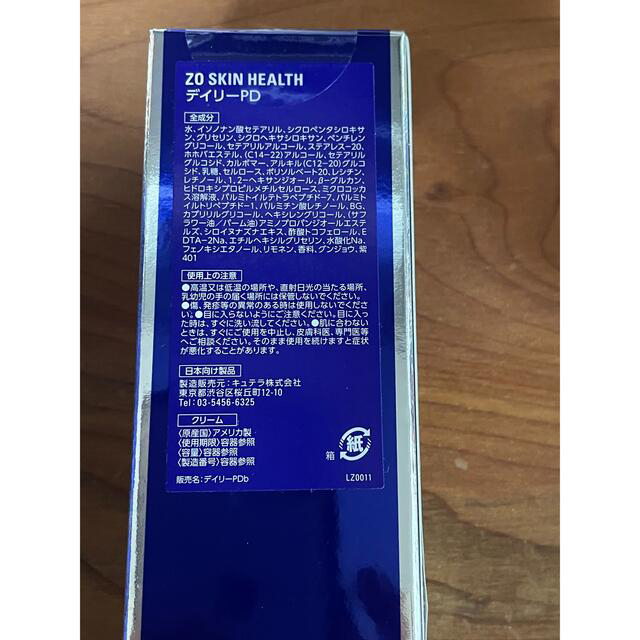 ZO SKIN HEALTH
デイリーPD
全成分
水、イソノナン酸セテアリル、シクロペンタシロキサ
ン、グリセリン、シクロヘキサシロキサン、ペンチレン
グリコール、セテアリルアルコール、ステアレス-20、
ホホバエステル、(C14-22)アルコール、セテアリル
グルコシド、カルボマー、アルキル(C12-20)グルコ
シド、乳糖、セルロース、ポリソルベート20、レシチン、
レチノール、1,2-ヘキサンジオール、β-グルカン、
ヒドロキシプロピルメチルセルロース、ミクロコッカ
ス溶解液、パルミトイルテトラペプチド-7、パルミト
イルトリペプチド-1、パルミチン酸レチノール、BG、
カプリリルグリコール、ヘキシレングリコール、(サフ
ラワー油/パーム油)アミノプロパンジオールエステ
ルズ、シロイヌナズナエキス、酢酸トコフェロール、E
DTA-2Na、エチルヘキシルグリセリン、水酸化Na、
フェノキシエタノール、リモネン、香料、グンジョウ、紫
401
使用上の注意
●高温又は低温の場所や、直射日光の当たる場所、
乳幼児の手の届く場所には保管しないでください。
●傷、発疹等の異常のある時は使用しないでくださ
い。●目に入らないようにご注意ください。目に入っ
た時は、すぐに洗い流してください。●肌に合わない
ときは、すぐにご使用を中止し、皮膚科医、専門医等
へご相談ください。そのまま使用を続けますと症状
が悪化することがあります。
日本向け製品
製造販売元:キュテラ株式会社
東京都渋谷区桜丘町12-10
Tel:03-5456-6325
クリーム
〈原産国〉アメリカ製
〈使用期限〉容器参照
〈容量〉容器参照
〈製造番号〉容器参照
箱
紙
販売名:デイリーPDb
LZ0011